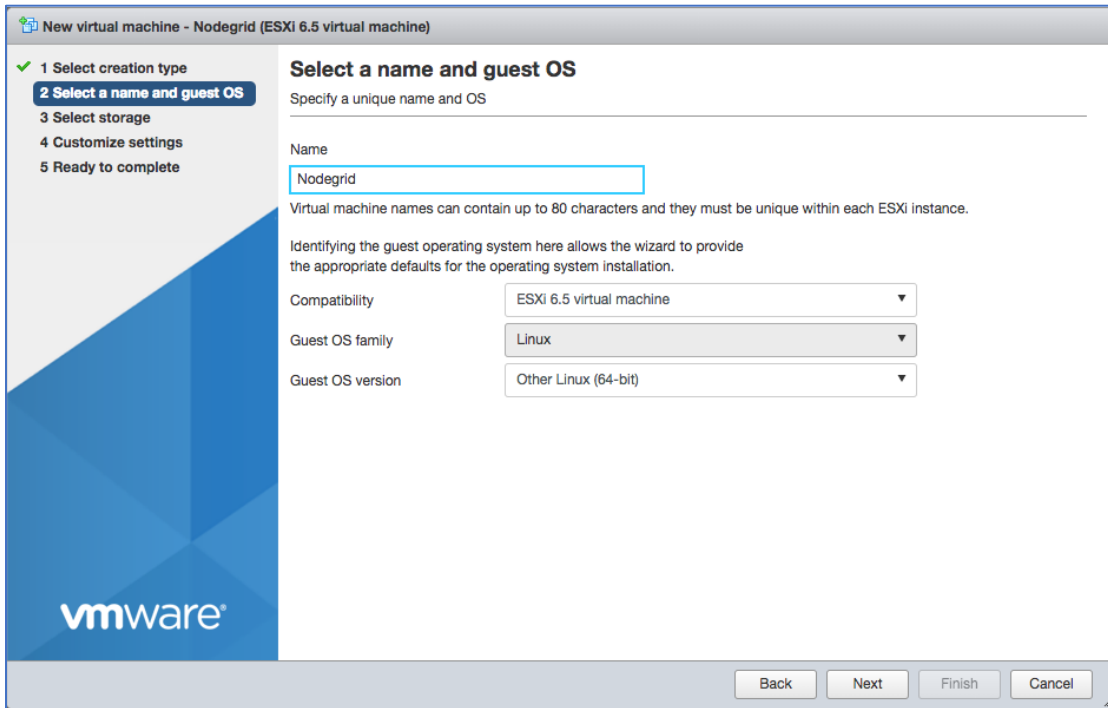 New virtual machine - Nodegrid (ESXi 6.5 virtual machine)
1 Select creation type
2 Select a name and guest OS
3 Select storage
4 Customize settings
5 Ready to complete
vmware®
Select a name and guest OS
Specify a unique name and OS
Name
Nodegrid
Virtual machine names can contain up to 80 characters and they must be unique within each ESXi instance.
Identifying the guest operating system here allows the wizard to provide
the appropriate defaults for the operating system installation.
Compatibility ESXi 6.5 virtual machine
Guest OS family Linux
Guest OS version Other Linux (64-bit)
Back Next Finish Cancel